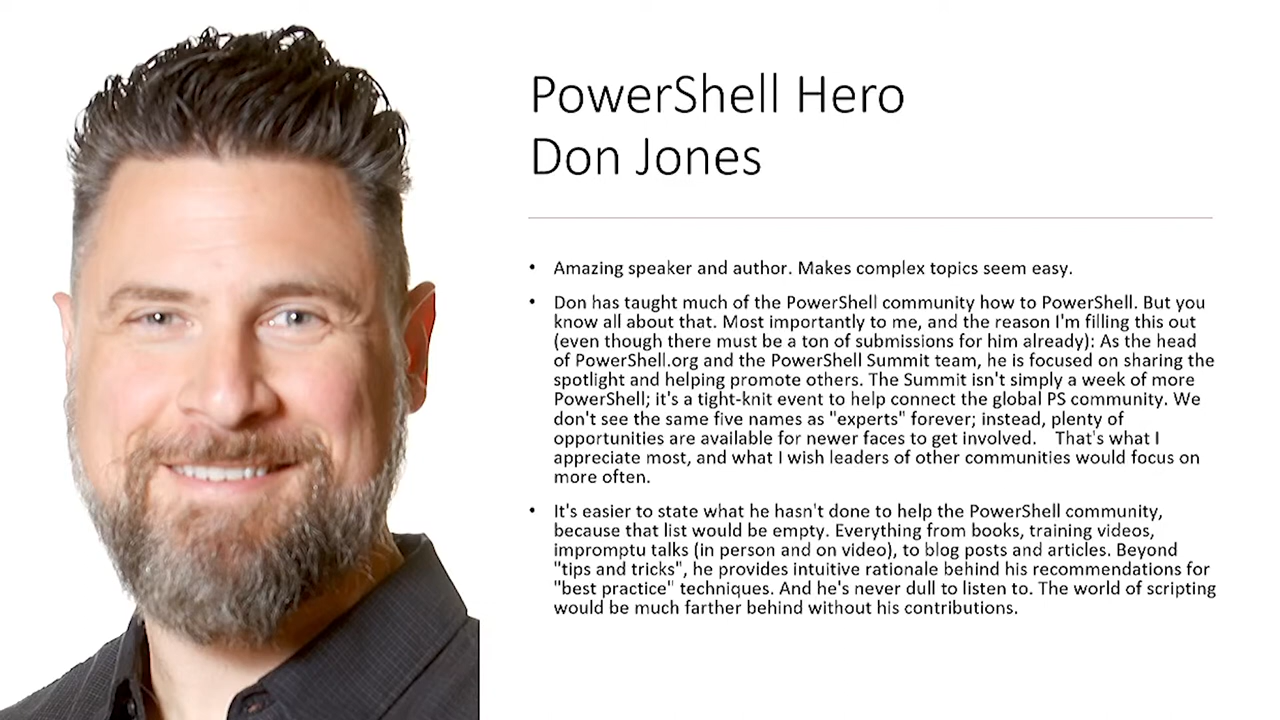 PowerShell Hero
Don Jones
• Amazing speaker and author. Makes complex topics seem easy.
• Don has taught much of the PowerShell community how to PowerShell. But you
know all about that. Most importantly to me, and the reason I'm filling this out
(even though there must be a ton of submissions for him already): As the head
of PowerShell.org and the PowerShell Summit team, he is focused on sharing the
spotlight and helping promote others. The Summit isn't simply a week of more
PowerShell; it's a tight-knit event to help connect the global PS community. We
don't see the same five names as "experts" forever; instead, plenty of
opportunities are available for newer faces to get involved. That's what I
appreciate most, and what I wish leaders of other communities would focus on
more often.
• It's easier to state what he hasn't done to help the PowerShell community,
because that list would be empty. Everything from books, training videos,
impromptu talks (in person and on video), to blog posts and articles. Beyond
"tips and tricks", he provides intuitive rationale behind his recommendations for
"best practice" techniques. And he's never dull to listen to. The world of scripting
would be much farther behind without his contributions.